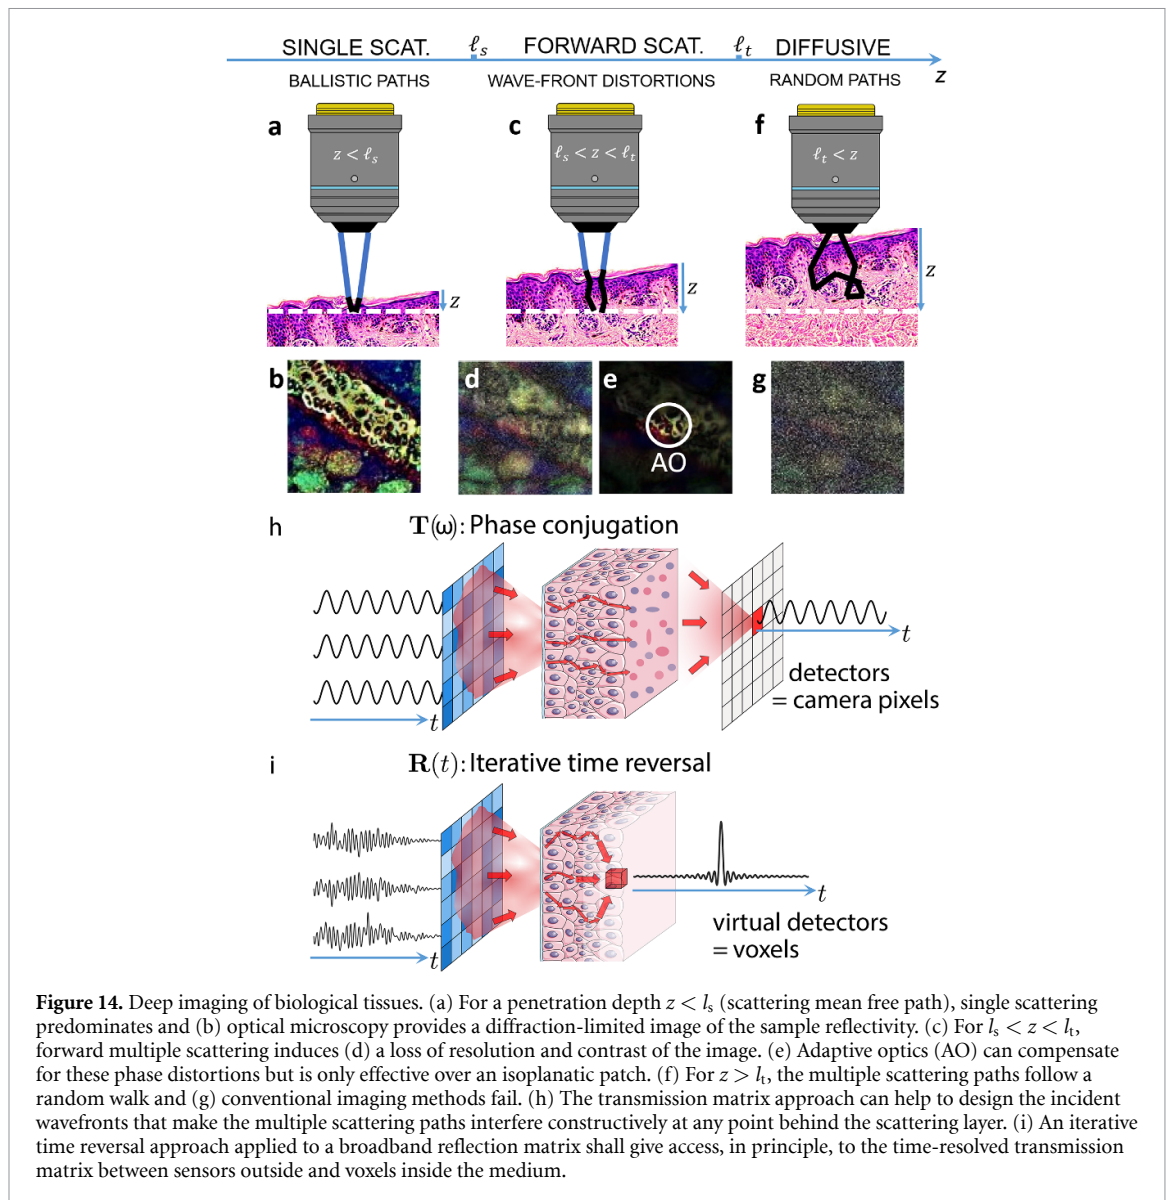 SINGLE SCAT. ℓs FORWARD SCAT. ℓt DIFFUSIVE
BALLISTIC PATHS WAVE-FRONT DISTORTIONS RANDOM PATHS z
a c f
z < ℓs ℓs < z < ℓt ℓt < z
z z z
b d e g
AO
h T(ω): Phase conjugation
t
detectors
= camera pixels
t
i R(t): Iterative time reversal
t
virtual detectors
= voxels
t
Figure 14. Deep imaging of biological tissues. (a) For a penetration depth z < ls (scattering mean free path), single scattering
predominates and (b) optical microscopy provides a diffraction-limited image of the sample reflectivity. (c) For ls < z < lt,
forward multiple scattering induces (d) a loss of resolution and contrast of the image. (e) Adaptive optics (AO) can compensate
for these phase distortions but is only effective over an isoplanatic patch. (f) For z > lt, the multiple scattering paths follow a
random walk and (g) conventional imaging methods fail. (h) The transmission matrix approach can help to design the incident
wavefronts that make the multiple scattering paths interfere constructively at any point behind the scattering layer. (i) An iterative
time reversal approach applied to a broadband reflection matrix shall give access, in principle, to the time-resolved transmission
matrix between sensors outside and voxels inside the medium.